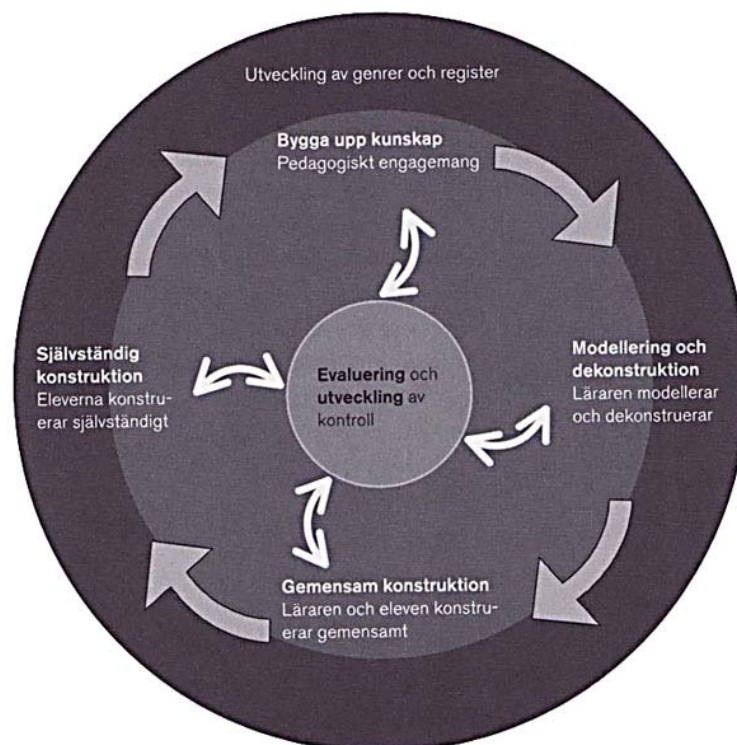 Utveckling av genrer och register
Bygga upp kunskap
Pedagogiskt engagemang
Modellering och
dekonstruktion
Läraren modellerar
och dekonstruerar
Gemensam konstruktion
Läraren och eleven konstru-
erar gemensamt
Självständig
konstruktion
Eleverna konstru-
erar självständigt
Evaluering och
utveckling av
kontroll